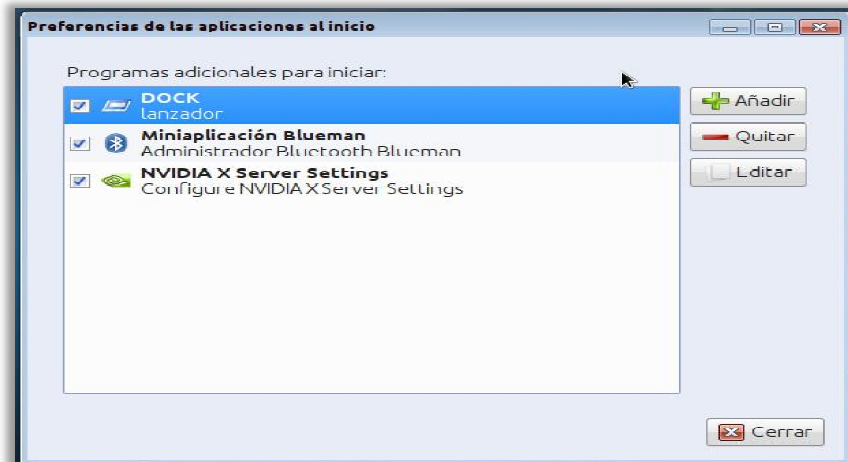 Preferencias de las aplicaciones al inicio
Programas adicionales para iniciar:
DOCK
lanzador
Miniaplicación Blueman
Administrador Bluetooth Blueman
NVIDIA X Server Settings
Configure NVIDIA X Server Settings
Añadir
Quitar
Editar
Cerrar